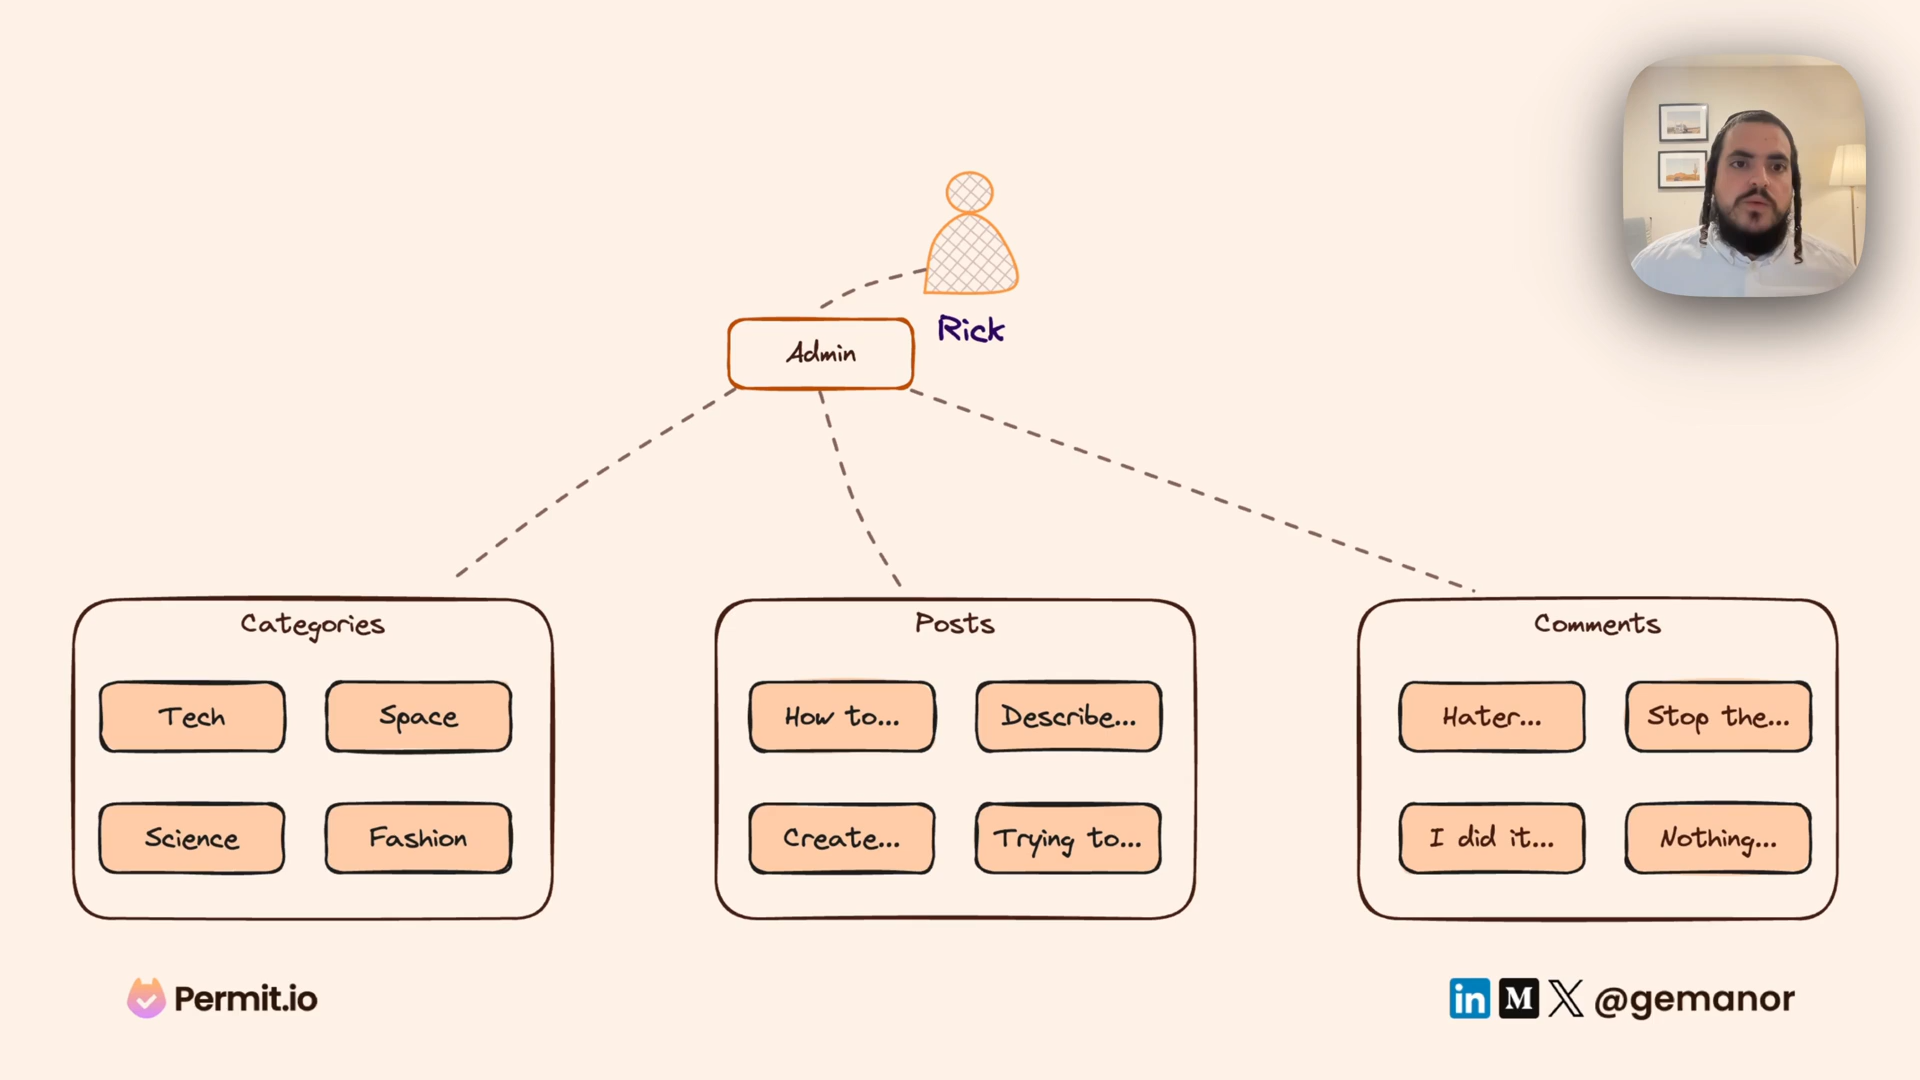 Rick
Admin
Categories
Tech
Space
Science
Fashion
Posts
How to...
Describe...
Create...
Trying to...
Comments
Hater...
Stop the...
I did it...
Nothing...
Permit.io
in M X @gemanor